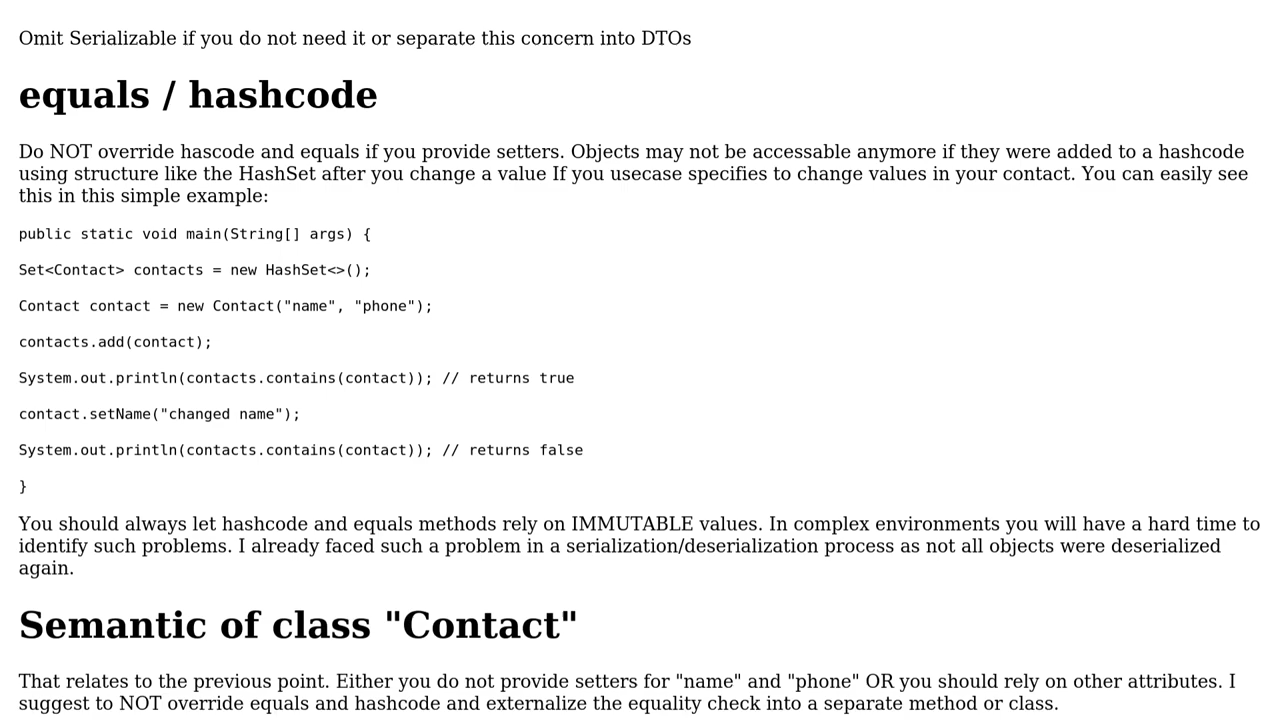 Omit Serializable if you do not need it or separate this concern into DTOs
equals / hashcode
Do NOT override hascode and equals if you provide setters. Objects may not be accessable anymore if they were added to a hashcode
using structure like the HashSet after you change a value If you usecase specifies to change values in your contact. You can easily see
this in this simple example:
public static void main(String[] args) {
Set<Contact> contacts = new HashSet<>();
Contact contact = new Contact("name", "phone");
contacts.add(contact);
System.out.println(contacts.contains(contact)); // returns true
contact.setName("changed name");
System.out.println(contacts.contains(contact)); // returns false
}
You should always let hashcode and equals methods rely on IMMUTABLE values. In complex environments you will have a hard time to
identify such problems. I already faced such a problem in a serialization/deserialization process as not all objects were deserialized
again.
Semantic of class "Contact"
That relates to the previous point. Either you do not provide setters for "name" and "phone" OR you should rely on other attributes. I
suggest to NOT override equals and hashcode and externalize the equality check into a separate method or class.